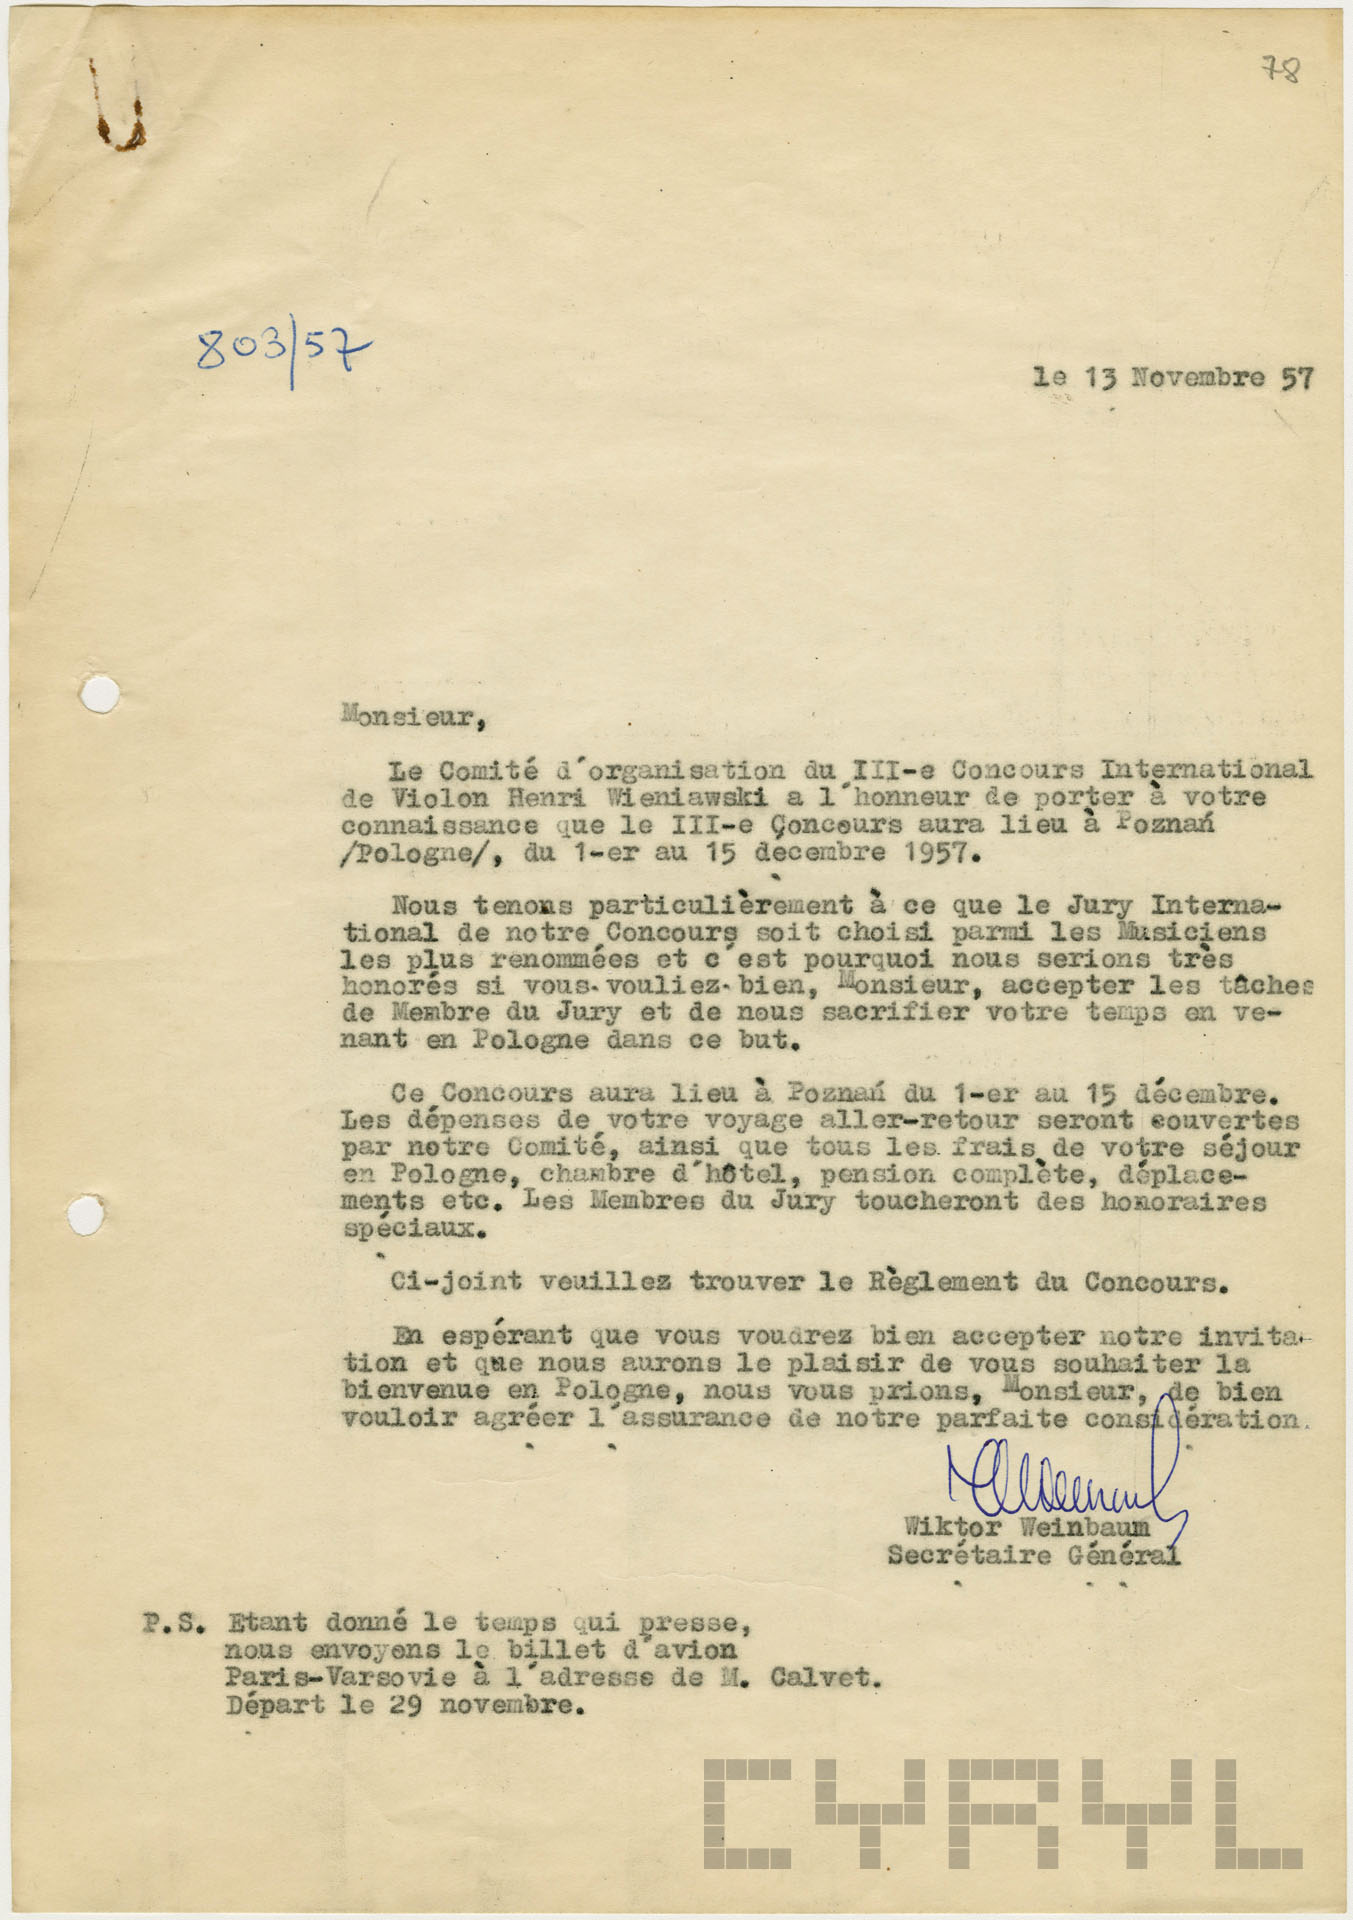 78
803/57
le 13 Novembre 57
Monsieur,
Le Comité d´organisation du III-e Concours International
de Violon Henri Wieniawski a l´honneur de porter à votre
connaissance que le III-e Concours aura lieu à Poznań
/Pologne/, du 1-er au 15 décembre 1957.
Nous tenons particulièrement à ce que le Jury Interna-
tional de notre Concours soit choisi parmi les Musiciens
les plus renommées et c´est pourquoi nous serions très
honorés si vous vouliez bien, Monsieur, accepter les tâches
de Membre du Jury et de nous sacrifier votre temps en ve-
nant en Pologne dans ce but.
Ce Concours aura lieu à Poznań du 1-er au 15 décembre.
Les dépenses de votre voyage aller-retour seront couvertes
par notre Comité, ainsi que tous les frais de votre séjour
en Pologne, chambre d´hôtel, pension complète, déplace-
ments etc. Les Membres du Jury toucheront des honoraires
spéciaux.
Ci-joint veuillez trouver le Règlement du Concours.
En espérant que vous voudrez bien accepter notre invita-
tion et que nous aurons le plaisir de vous souhaiter la
bienvenue en Pologne, nous vous prions, Monsieur, de bien
vouloir agréer l´assurance de notre parfaite considération.
Wiktor Weinbaum
Secrétaire Général
P.S. Etant donné le temps qui presse,
nous envoyons le billet d´avion
Paris-Varsovie à l´adresse de M. Calvet.
Départ le 29 novembre.
CYRYL